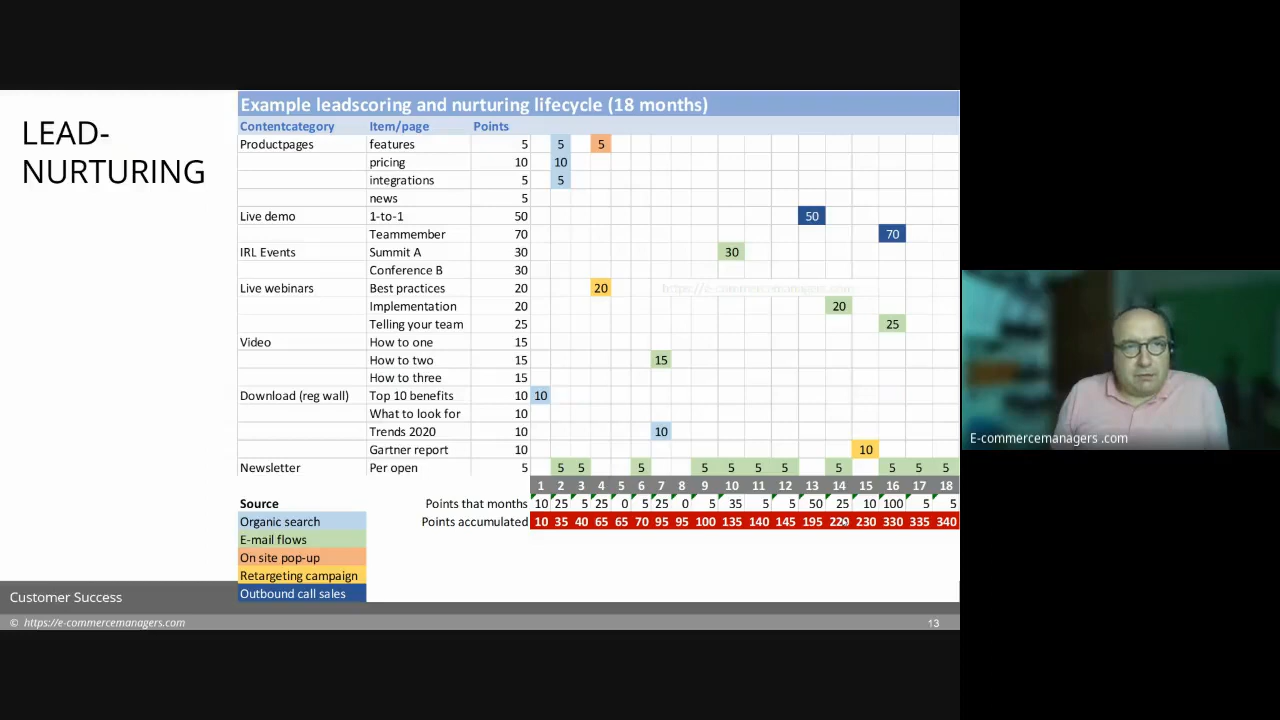 LEAD-
NURTURING
Example leadscoring and nurturing lifecycle (18 months)
Contentcategory Item/page Points
Productpages features 5 5 5
pricing 10 10
integrations 5 5
news 5
Live demo 1-to-1 50 50
Teammember 70 70
IRL Events Summit A 30 30
Conference B 30
Live webinars Best practices 20 20
https://e-commercemanagers.com
Implementation 20 20
Telling your team 25 25
Video How to one 15
How to two 15 15
How to three 15
Download (reg wall) Top 10 benefits 10 10
What to look for 10
Trends 2020 10 10
Gartner report 10 10
Newsletter Per open 5 5 5 5 5 5 5 5 5 5 5 5
1 2 3 4 5 6 7 8 9 10 11 12 13 14 15 16 17 18
Source Points that months 10 25 5 25 0 5 25 0 5 35 5 5 50 25 10 100 5 5
Organic search Points accumulated 10 35 40 65 65 70 95 95 100 135 140 145 195 220 230 330 335 340
E-mail flows
On site pop-up
Retargeting campaign
Outbound call sales
Customer Success
© https://e-commercemanagers.com 13
E-commercemanagers .com